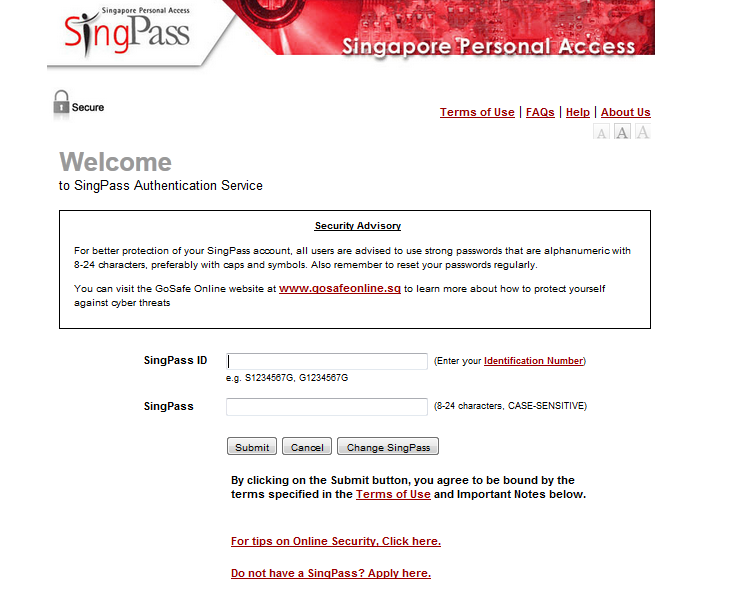 Singapore Personal Access
SingPass
Singapore Personal Access
Secure
Terms of Use | FAQs | Help | About Us
A A A
Welcome
to SingPass Authentication Service
Security Advisory
For better protection of your SingPass account, all users are advised to use strong passwords that are alphanumeric with
8-24 characters, preferably with caps and symbols. Also remember to reset your passwords regularly.
You can visit the GoSafe Online website at www.gosafeonline.sg to learn more about how to protect yourself
against cyber threats
SingPass ID (Enter your Identification Number)
e.g. S1234567G, G1234567G
SingPass (8-24 characters, CASE-SENSITIVE)
Submit Cancel Change SingPass
By clicking on the Submit button, you agree to be bound by the
terms specified in the Terms of Use and Important Notes below.
For tips on Online Security, Click here.
Do not have a SingPass? Apply here.